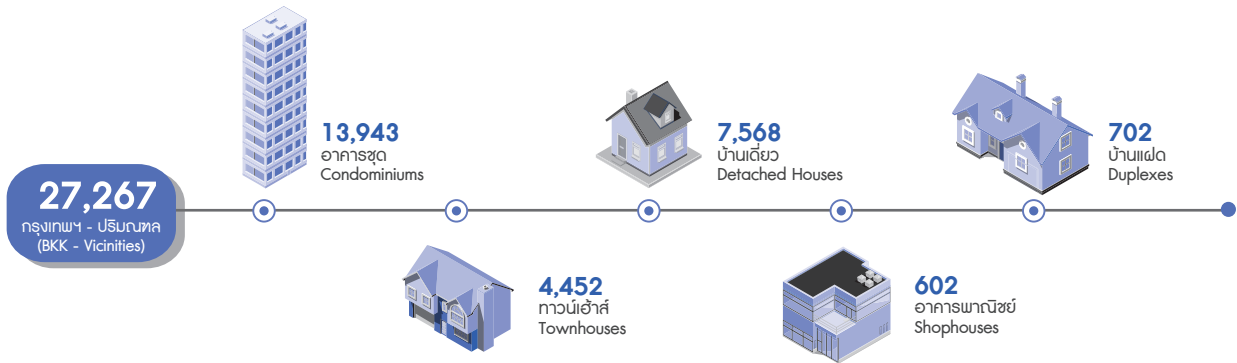 27,267
กรุงเทพฯ - ปริมณฑล
(BKK - Vicinities)
13,943
อาคารชุด
Condominiums
4,452
ทาวน์เฮ้าส์
Townhouses
7,568
บ้านเดี่ยว
Detached Houses
602
อาคารพาณิชย์
Shophouses
702
บ้านแฝด
Duplexes